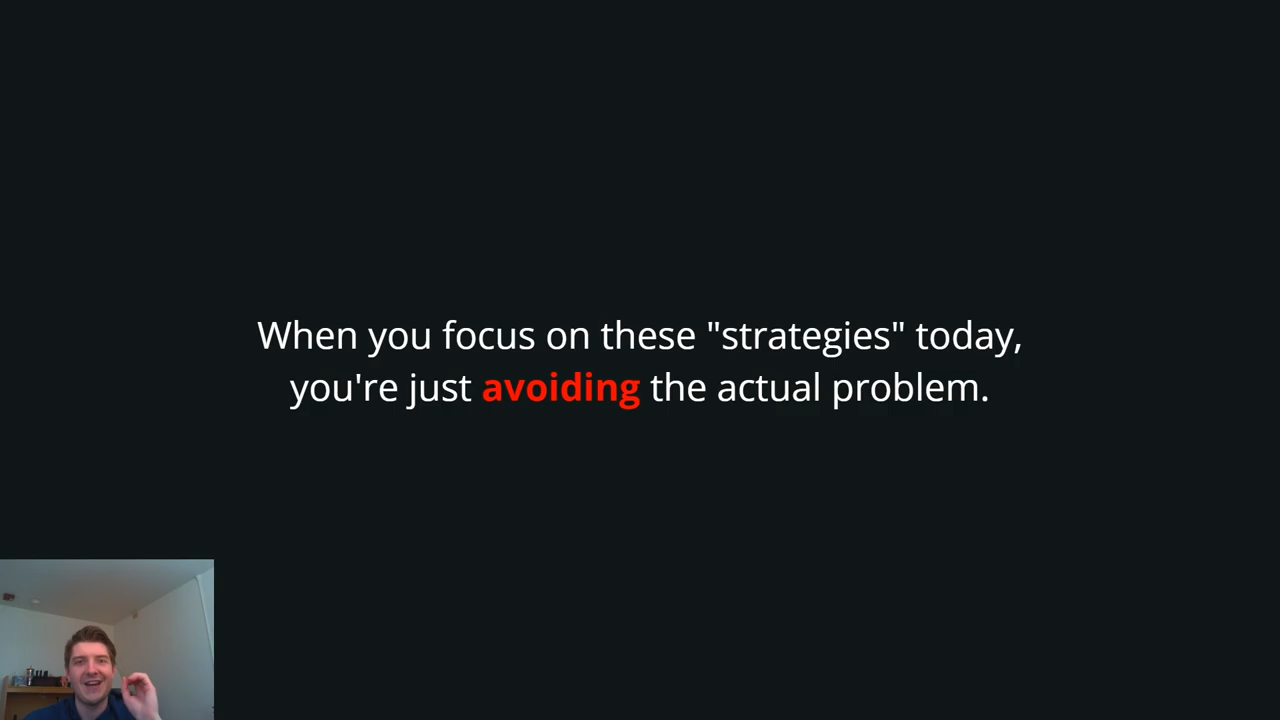 When you focus on these "strategies" today,
you're just avoiding the actual problem.